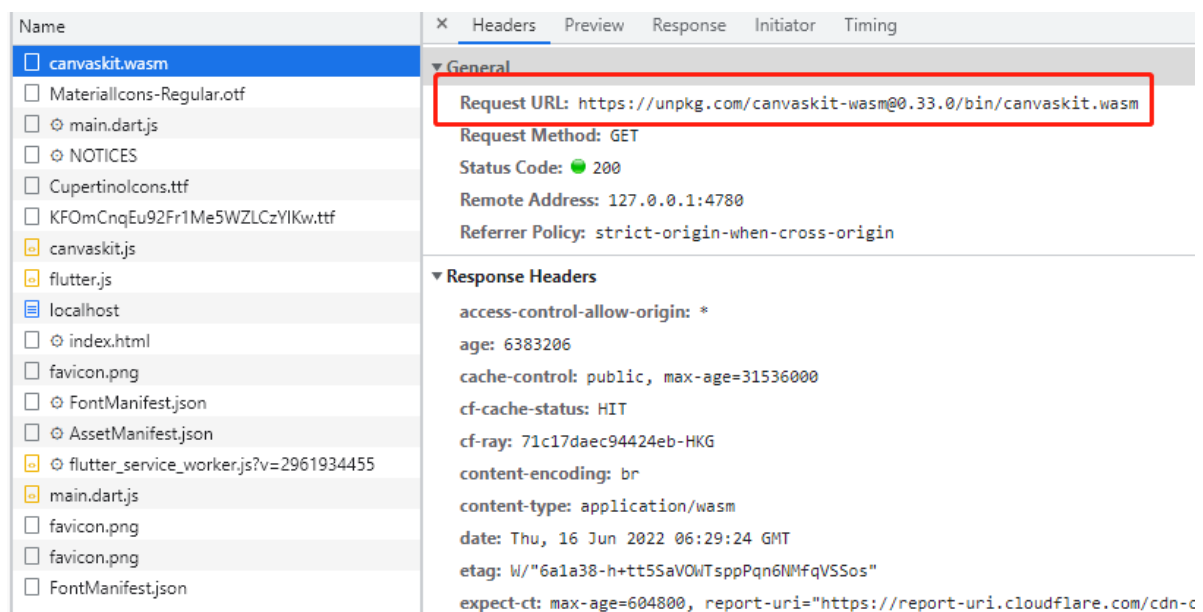 Name
canvaskit.wasm
MaterialIcons-Regular.otf
main.dart.js
NOTICES
CupertinoIcons.ttf
KFOmCnqEu92Fr1Me5WZLCzYlKw.ttf
canvaskit.js
flutter.js
localhost
index.html
favicon.png
FontManifest.json
AssetManifest.json
flutter_service_worker.js?v=2961934455
main.dart.js
favicon.png
favicon.png
FontManifest.json
× Headers Preview Response Initiator Timing
▼ General
Request URL: https://unpkg.com/canvaskit-wasm@0.33.0/bin/canvaskit.wasm
Request Method: GET
Status Code: 200
Remote Address: 127.0.0.1:4780
Referrer Policy: strict-origin-when-cross-origin
▼ Response Headers
access-control-allow-origin: *
age: 6383206
cache-control: public, max-age=31536000
cf-cache-status: HIT
cf-ray: 71c17daec94424eb-HKG
content-encoding: br
content-type: application/wasm
date: Thu, 16 Jun 2022 06:29:24 GMT
etag: W/"6a1a38-h+tt5SaVOWTsppPqn6NMfqVSSos"
expect-ct: max-age=604800, report-uri="https://report-uri.cloudflare.com/cdn-c